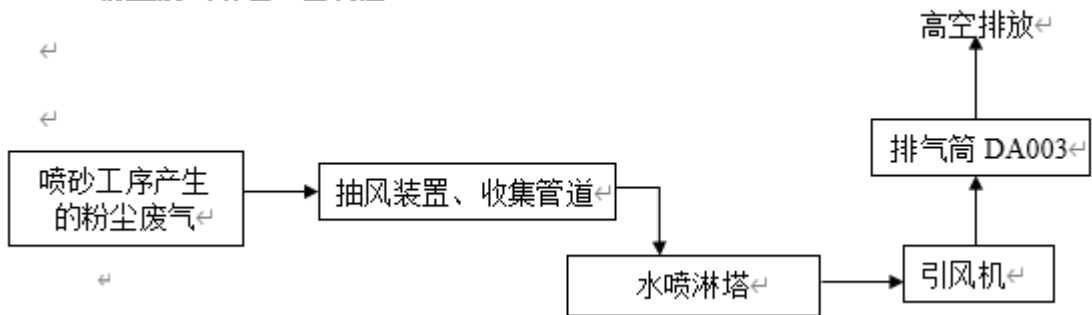 高空排放
排气筒 DA003
喷砂工序产生
的粉尘废气
抽风装置、收集管道
水喷淋塔
引风机